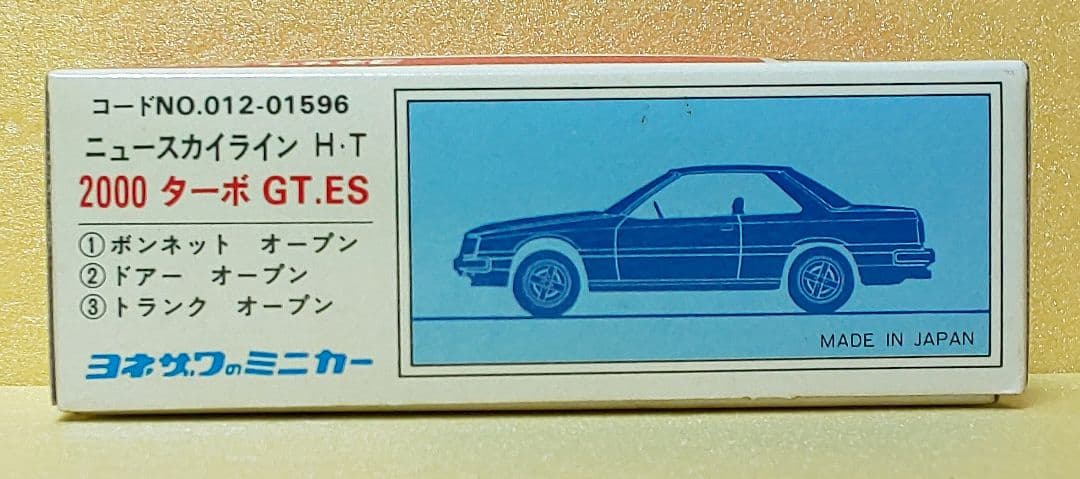 コードNO.012-01596
ニュースカイライン H·T
2000 ターボ GT.ES
①ボンネット オープン
②ドアー オープン
③トランク オープン
ヨネザワのミニカー
MADE IN JAPAN